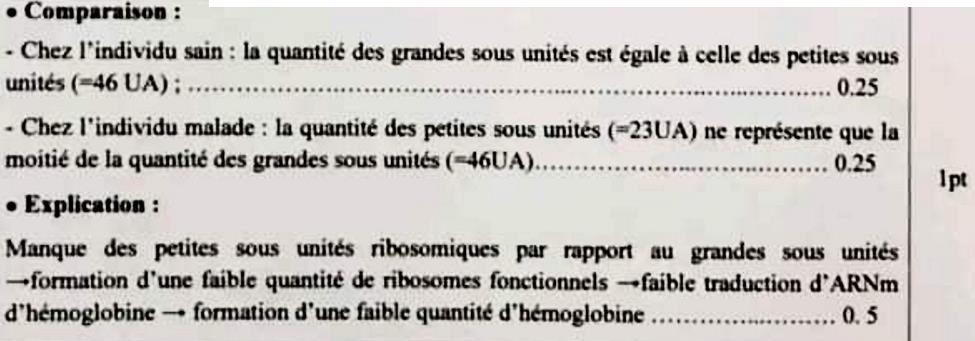 • Comparaison :
- Chez l'individu sain : la quantité des grandes sous unités est égale à celle des petites sous
unités (=46 UA) ; ................................................................................ 0.25
- Chez l'individu malade : la quantité des petites sous unités (=23UA) ne représente que la
moitié de la quantité des grandes sous unités (=46UA).................................... 0.25
1pt
• Explication :
Manque des petites sous unités ribosomiques par rapport au grandes sous unités
→formation d'une faible quantité de ribosomes fonctionnels →faible traduction d'ARNm
d'hémoglobine → formation d'une faible quantité d'hémoglobine ....................... 0. 5